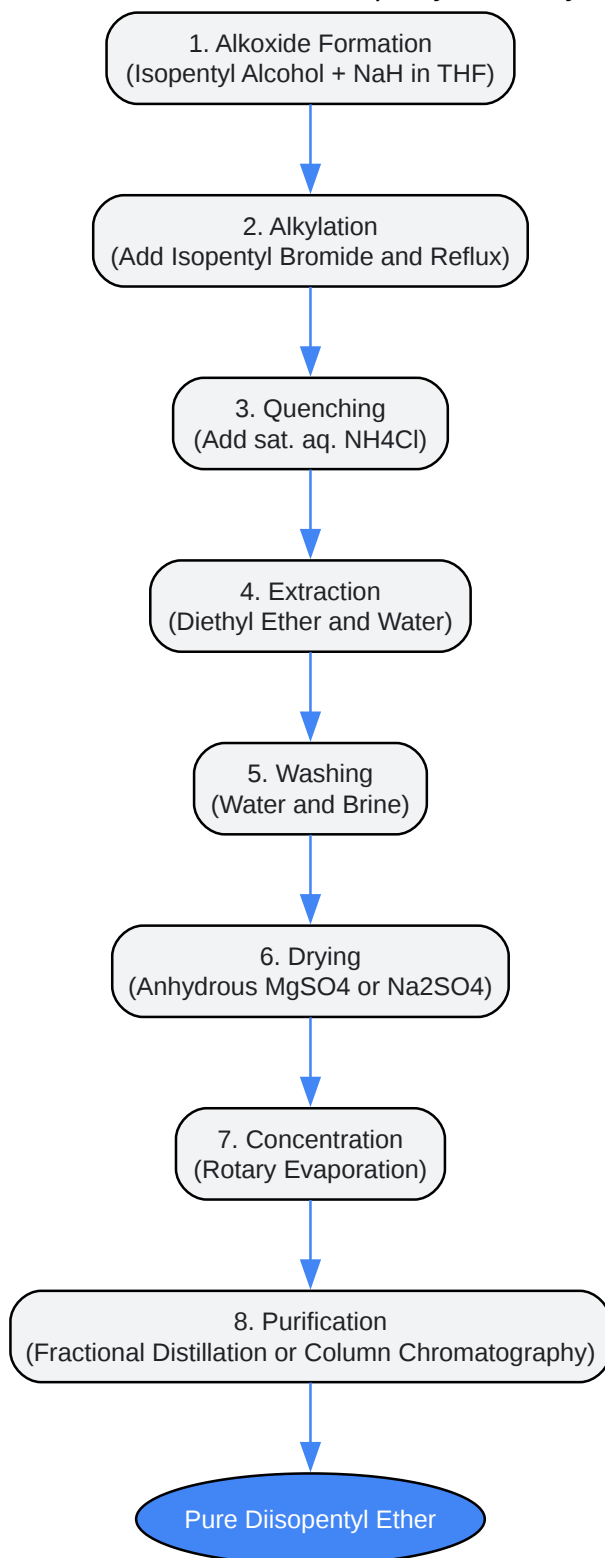 1. Alkoxide Formation
(Isopentyl Alcohol + NaH in THF)
2. Alkylation
(Add Isopentyl Bromide and Reflux)
3. Quenching
(Add sat. aq. NH4Cl)
4. Extraction
(Diethyl Ether and Water)
5. Washing
(Water and Brine)
6. Drying
(Anhydrous MgSO4 or Na2SO4)
7. Concentration
(Rotary Evaporation)
8. Purification
(Fractional Distillation or Column Chromatography)
Pure Diisopentyl Ether